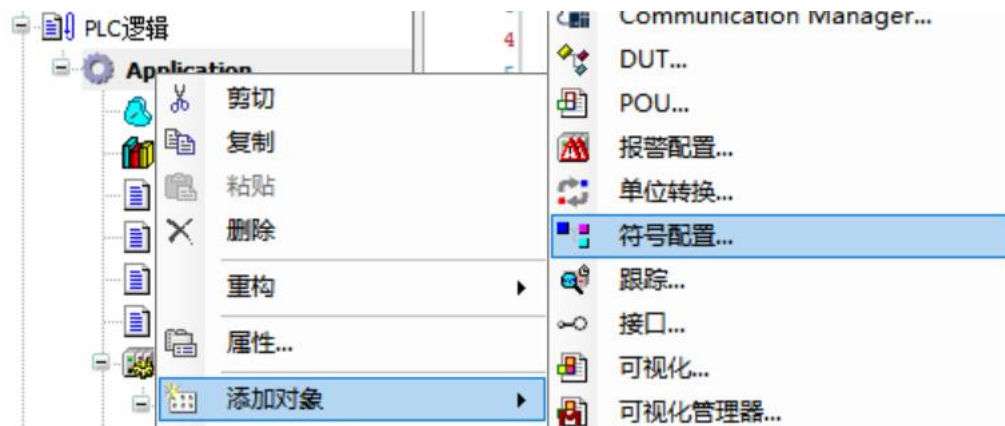 PLC逻辑
Application
剪切
复制
粘贴
删除
重构
属性...
添加对象
4
Communication Manager...
DUT...
POU...
报警配置...
单位转换...
符号配置...
跟踪...
接口...
可视化...
可视化管理器...